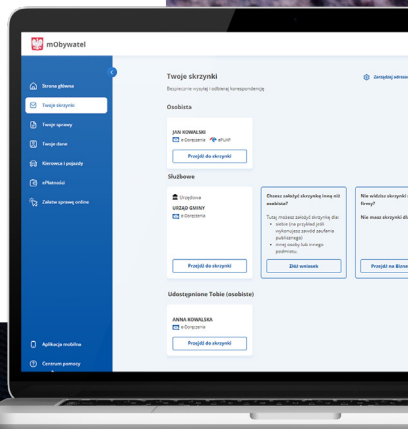 mObywatel
Strona główna
Twoje skrzynki
Twoje sprawy
Twoje dane
Kierowca i pojazdy
ePłatności
Załatw sprawę online
Aplikacja mobilna
Centrum pomocy
Twoje skrzynki
Zarządzaj adresa
Bezpiecznie wysyłaj i odbieraj korespondencję
Osobista
JAN KOWALSKI
e-Doręczenia ePUAP
Przejdź do skrzynki
Służbowe
Urzędowa
URZĄD GMINY
e-Doręczenia
Przejdź do skrzynki
Chcesz założyć skrzynkę inną niż
osobista?
Tutaj możesz założyć skrzynkę dla:
siebie (na przykład jeśli
wykonujesz zawód zaufania
publicznego)
innej osoby lub innego
podmiotu
Złóż wniosek
Nie widzisz skrzynki
firmy?
Nie masz skrzynki dla
Przejdź na Bizne
Udostępnione Tobie (osobiste)
ANNA KOWALSKA
e-Doręczenia
Przejdź do skrzynki